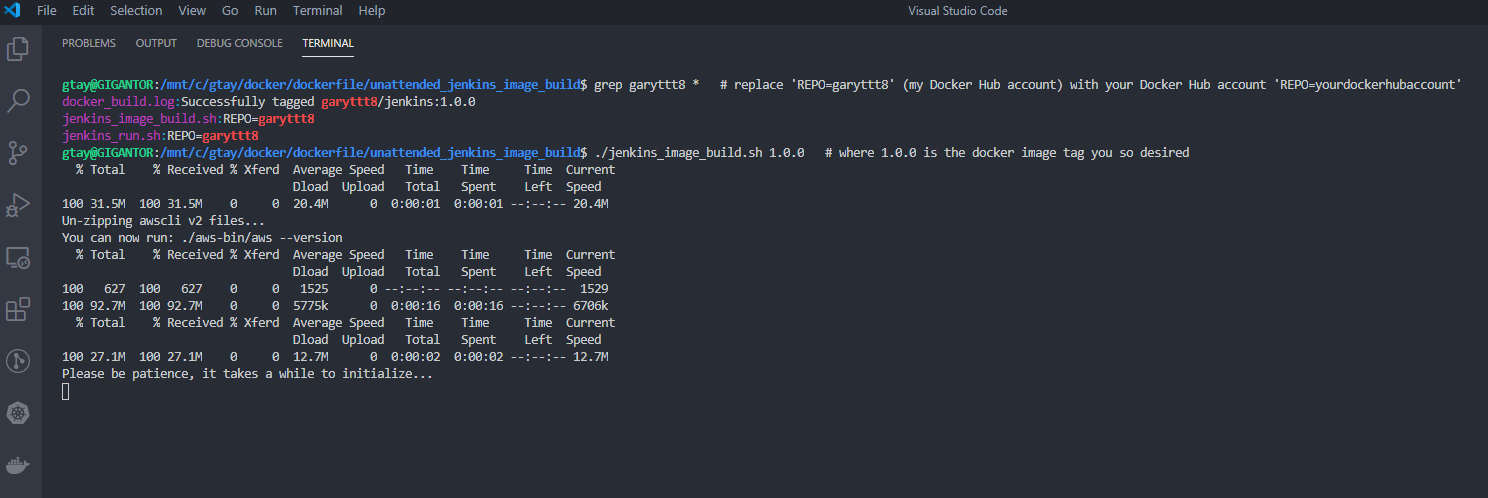 File Edit Selection View Go Run Terminal Help Visual Studio Code
PROBLEMS OUTPUT DEBUG CONSOLE TERMINAL
gtay@GIGANTOR:/mnt/c/gtay/docker/dockerfile/unattended_jenkins_image_build$ grep garyttt8 *   # replace 'REPO=garyttt8' (my Docker Hub account) with your Docker Hub account 'REPO=yourdockerhubaccount'
docker_build.log:Successfully tagged garyttt8/jenkins:1.0.0
jenkins_image_build.sh:REPO=garyttt8
jenkins_run.sh:REPO=garyttt8
gtay@GIGANTOR:/mnt/c/gtay/docker/dockerfile/unattended_jenkins_image_build$ ./jenkins_image_build.sh 1.0.0   # where 1.0.0 is the docker image tag you so desired
  % Total    % Received % Xferd  Average Speed   Time    Time     Time  Current
                                 Dload  Upload   Total   Spent    Left  Speed
100 31.5M  100 31.5M    0     0  20.4M      0  0:00:01  0:00:01 --:--:-- 20.4M
Un-zipping awscli v2 files...
You can now run: ./aws-bin/aws --version
  % Total    % Received % Xferd  Average Speed   Time    Time     Time  Current
                                 Dload  Upload   Total   Spent    Left  Speed
100   627  100   627    0     0   1525      0 --:--:-- --:--:-- --:--:--  1529
100 92.7M  100 92.7M    0     0  5775k      0  0:00:16  0:00:16 --:--:-- 6706k
  % Total    % Received % Xferd  Average Speed   Time    Time     Time  Current
                                 Dload  Upload   Total   Spent    Left  Speed
100 27.1M  100 27.1M    0     0  12.7M      0  0:00:02  0:00:02 --:--:-- 12.7M
Please be patience, it takes a while to initialize...